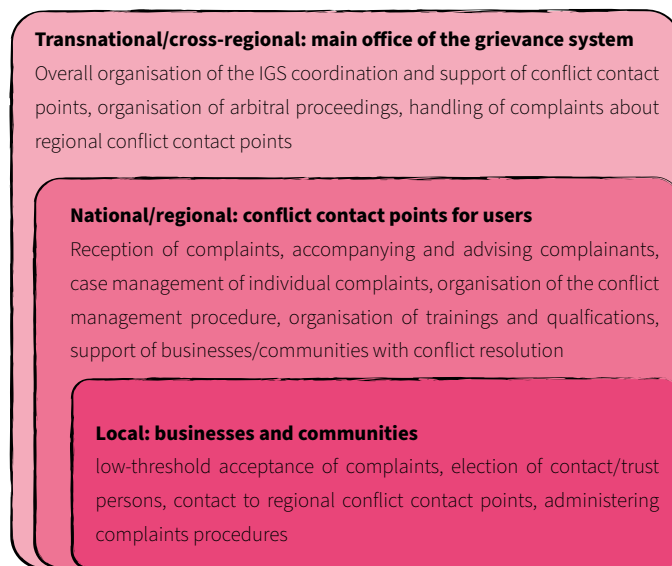 Transnational/cross-regional: main office of the grievance system
Overall organisation of the IGS coordination and support of conflict contact
points, organisation of arbitral proceedings, handling of complaints about
regional conflict contact points
National/regional: conflict contact points for users
Reception of complaints, accompanying and advising complainants,
case management of individual complaints, organisation of the conflict
management procedure, organisation of trainings and qualfications,
support of businesses/communities with conflict resolution
Local: businesses and communities
low-threshold acceptance of complaints, election of contact/trust
persons, contact to regional conflict contact points, administering
complaints procedures